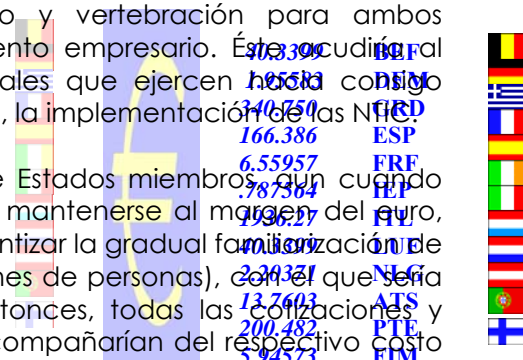 o y vertebración para ambos
ento empresario. Éste acudiría al
ales que ejercen hacia consigo
, la implementación de las NTIC.
e Estados miembros, aun cuando
mantenerse al margen del euro,
ntizar la gradual familiarización de
nes de personas), con el que sería
tonces, todas las cotizaciones y
compañarían del respectivo costo
40.3399 BEF
1.95583 DEM
340.750 GRD
166.386 ESP
6.55957 FRF
.787564 IEP
1936.27 ITL
40.3399 LUF
2.20371 NLG
13.7603 ATS
200.482 PTE
5.94573 FIM